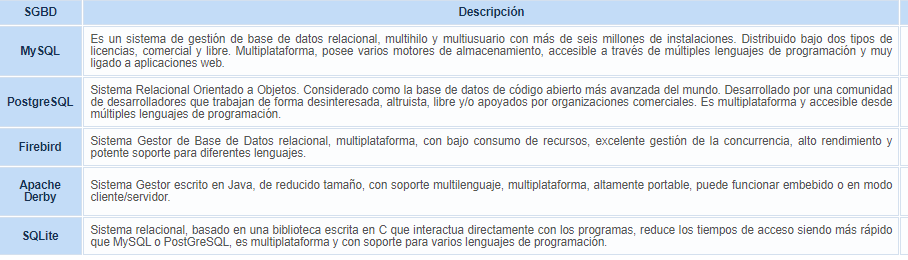 SGBD Descripción
MySQL
Es un sistema de gestión de base de datos relacional, multihilo y multiusuario con más de seis millones de instalaciones. Distribuido bajo dos tipos de
licencias, comercial y libre. Multiplataforma, posee varios motores de almacenamiento, accesible a través de múltiples lenguajes de programación y muy
ligado a aplicaciones web.
PostgreSQL
Sistema Relacional Orientado a Objetos. Considerado como la base de datos de código abierto más avanzada del mundo. Desarrollado por una comunidad
de desarrolladores que trabajan de forma desinteresada, altruista, libre y/o apoyados por organizaciones comerciales. Es multiplataforma y accesible desde
múltiples lenguajes de programación.
Firebird
Sistema Gestor de Base de Datos relacional, multiplataforma, con bajo consumo de recursos, excelente gestión de la concurrencia, alto rendimiento y
potente soporte para diferentes lenguajes.
Apache
Derby
Sistema Gestor escrito en Java, de reducido tamaño, con soporte multilenguaje, multiplataforma, altamente portable, puede funcionar embebido o en modo
cliente/servidor.
SQLite
Sistema relacional, basado en una biblioteca escrita en C que interactua directamente con los programas, reduce los tiempos de acceso siendo más rápido
que MySQL o PostGreSQL, es multiplataforma y con soporte para varios lenguajes de programación.